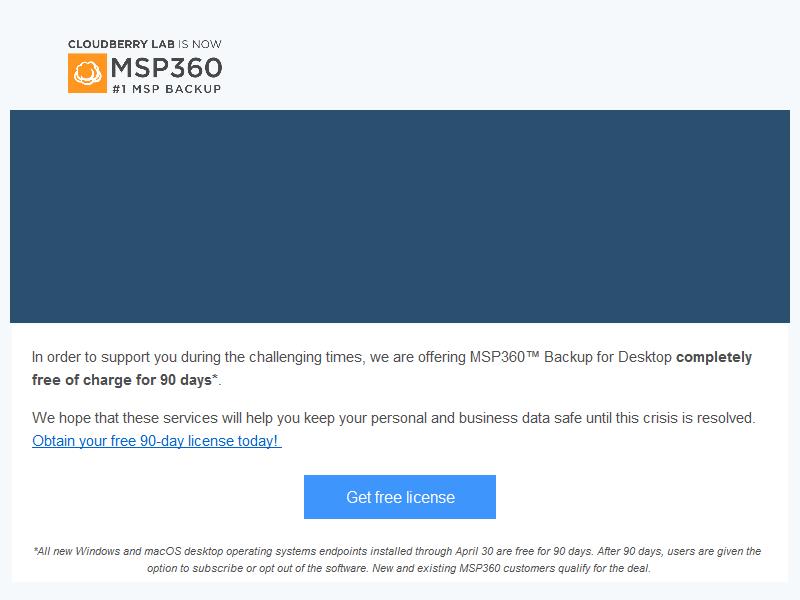 CLOUDBERRY LAB IS NOW
MSP360
#1 MSP BACKUP
In order to support you during the challenging times, we are offering MSP360™ Backup for Desktop completely
free of charge for 90 days*.
We hope that these services will help you keep your personal and business data safe until this crisis is resolved.
Obtain your free 90-day license today!
Get free license
*All new Windows and macOS desktop operating systems endpoints installed through April 30 are free for 90 days. After 90 days, users are given the
option to subscribe or opt out of the software. New and existing MSP360 customers qualify for the deal.